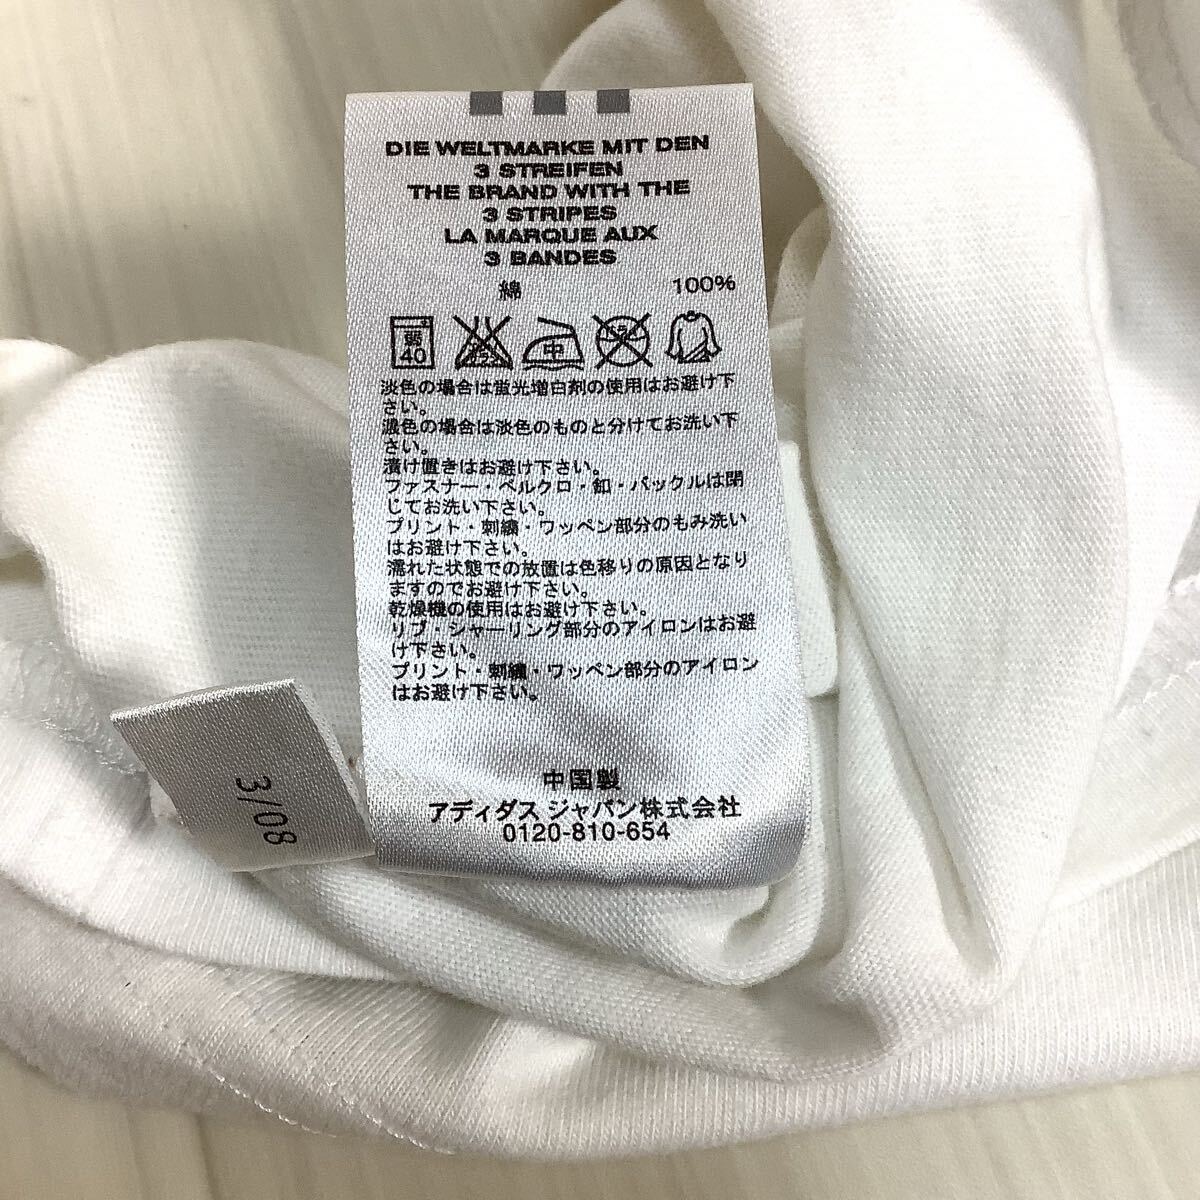 DIE WELTMARKE MIT DEN
3 STREIFEN
THE BRAND WITH THE
3 STRIPES
LA MARQUE AUX
3 BANDES
綿 100%
弱 40 中
淡色の場合は蛍光増白剤の使用はお避け下
さい。
濃色の場合は淡色のものと分けてお洗い下
さい。
漬け置きはお避け下さい。
ファスナー・ベルクロ・釦・バックルは閉
じてお洗い下さい。
プリント・刺繍・ワッペン部分のもみ洗い
はお避け下さい。
濡れた状態での放置は色移りの原因となり
ますのでお避け下さい。
乾燥機の使用はお避け下さい。
リブ・シャーリング部分のアイロンはお避
け下さい。
プリント・刺繍・ワッペン部分のアイロン
はお避け下さい。
中国製
アディダス ジャパン株式会社
0120-810-654
3/08